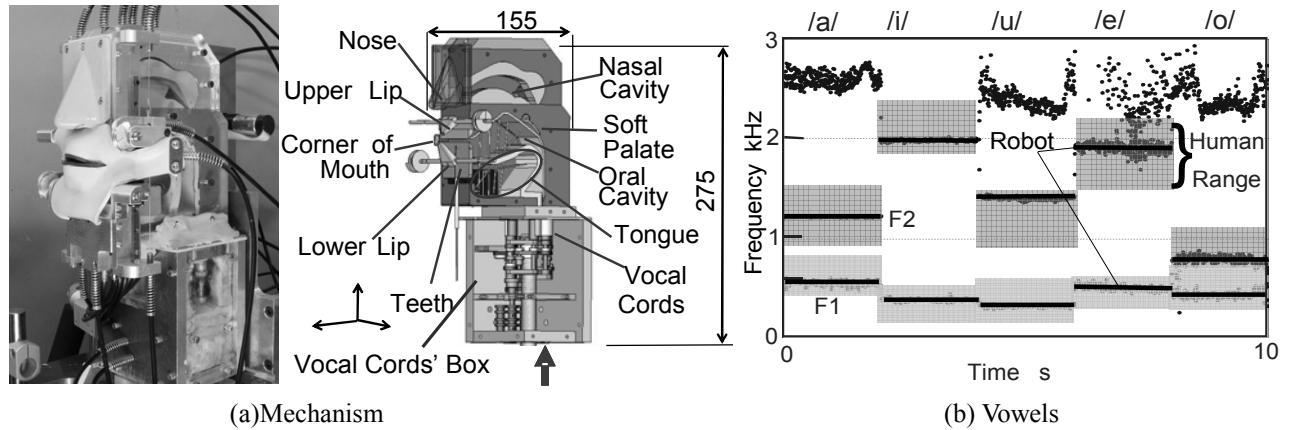 155
275
Nose
Upper Lip
Corner of
Mouth
Lower Lip
Teeth
Vocal Cords' Box
Nasal
Cavity
Soft
Palate
Oral
Cavity
Tongue
Vocal
Cords
(a)Mechanism
/a/ /i/ /u/ /e/ /o/
3
2
1
0
Frequency kHz
F2
F1
Robot
Human
Range
0 10
Time s
(b) Vowels